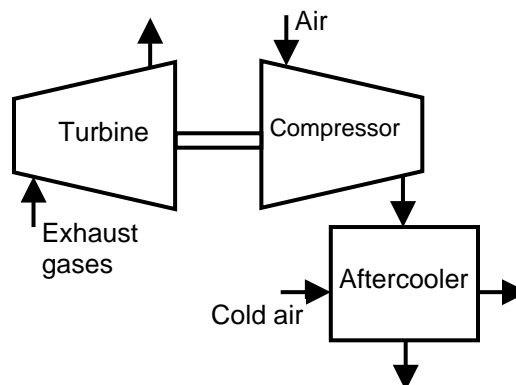 Air
Turbine
Compressor
Exhaust
gases
Aftercooler
Cold air